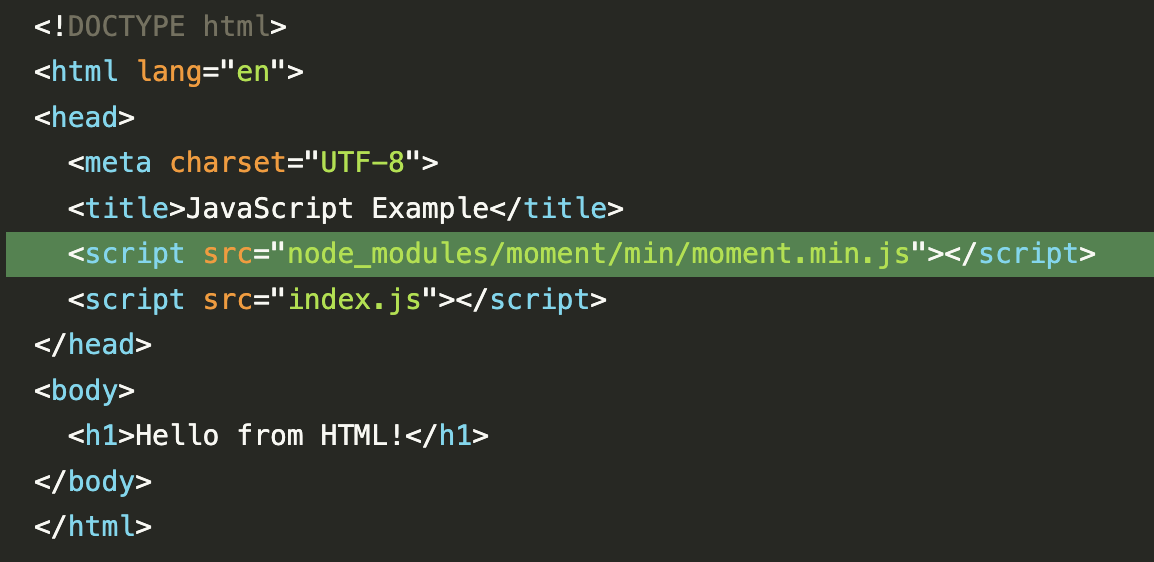 <!DOCTYPE html>
<html lang="en">
<head>
  <meta charset="UTF-8">
  <title>JavaScript Example</title>
  <script src="node_modules/moment/min/moment.min.js"></script>
  <script src="index.js"></script>
</head>
<body>
  <h1>Hello from HTML!</h1>
</body>
</html>